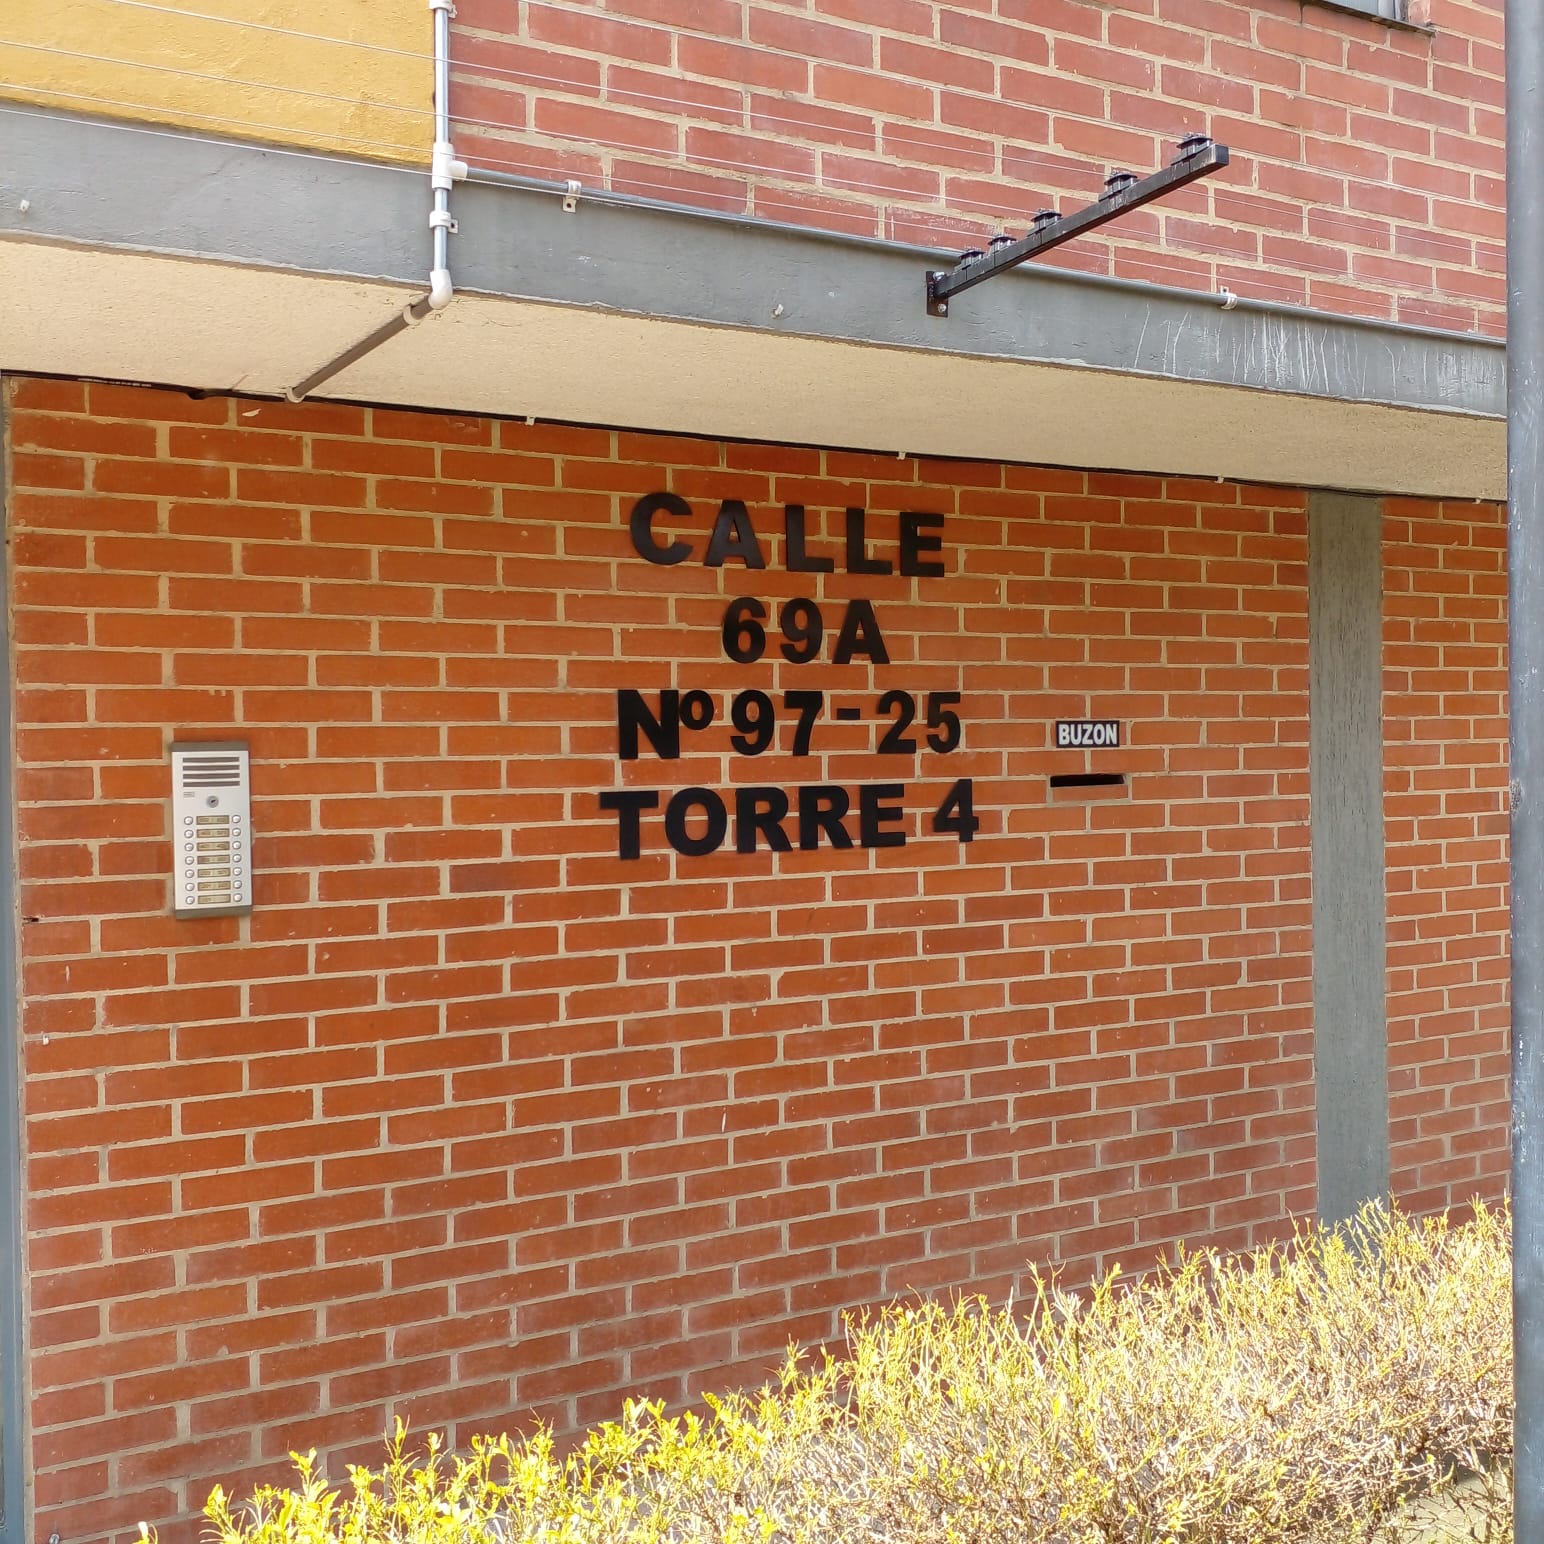 CALLE
69A
Nº 97-25
TORRE 4
BUZON